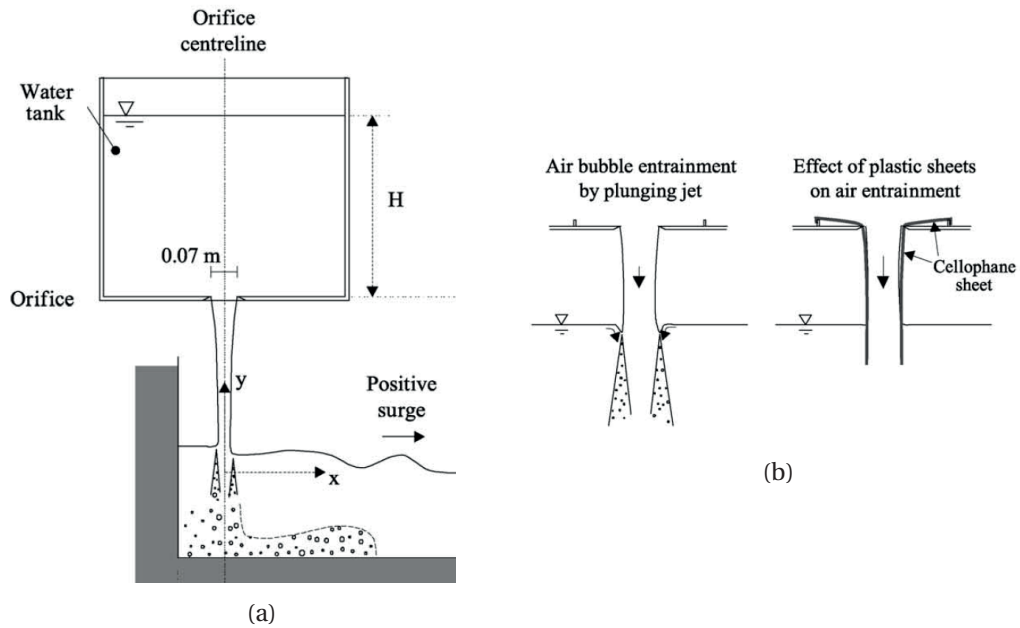 Orifice
centreline
Water
tank
H
0.07 m
Orifice
y
Positive
surge
x
(a)
Air bubble entrainment
by plunging jet
Effect of plastic sheets
on air entrainment
Cellophane
sheet
(b)